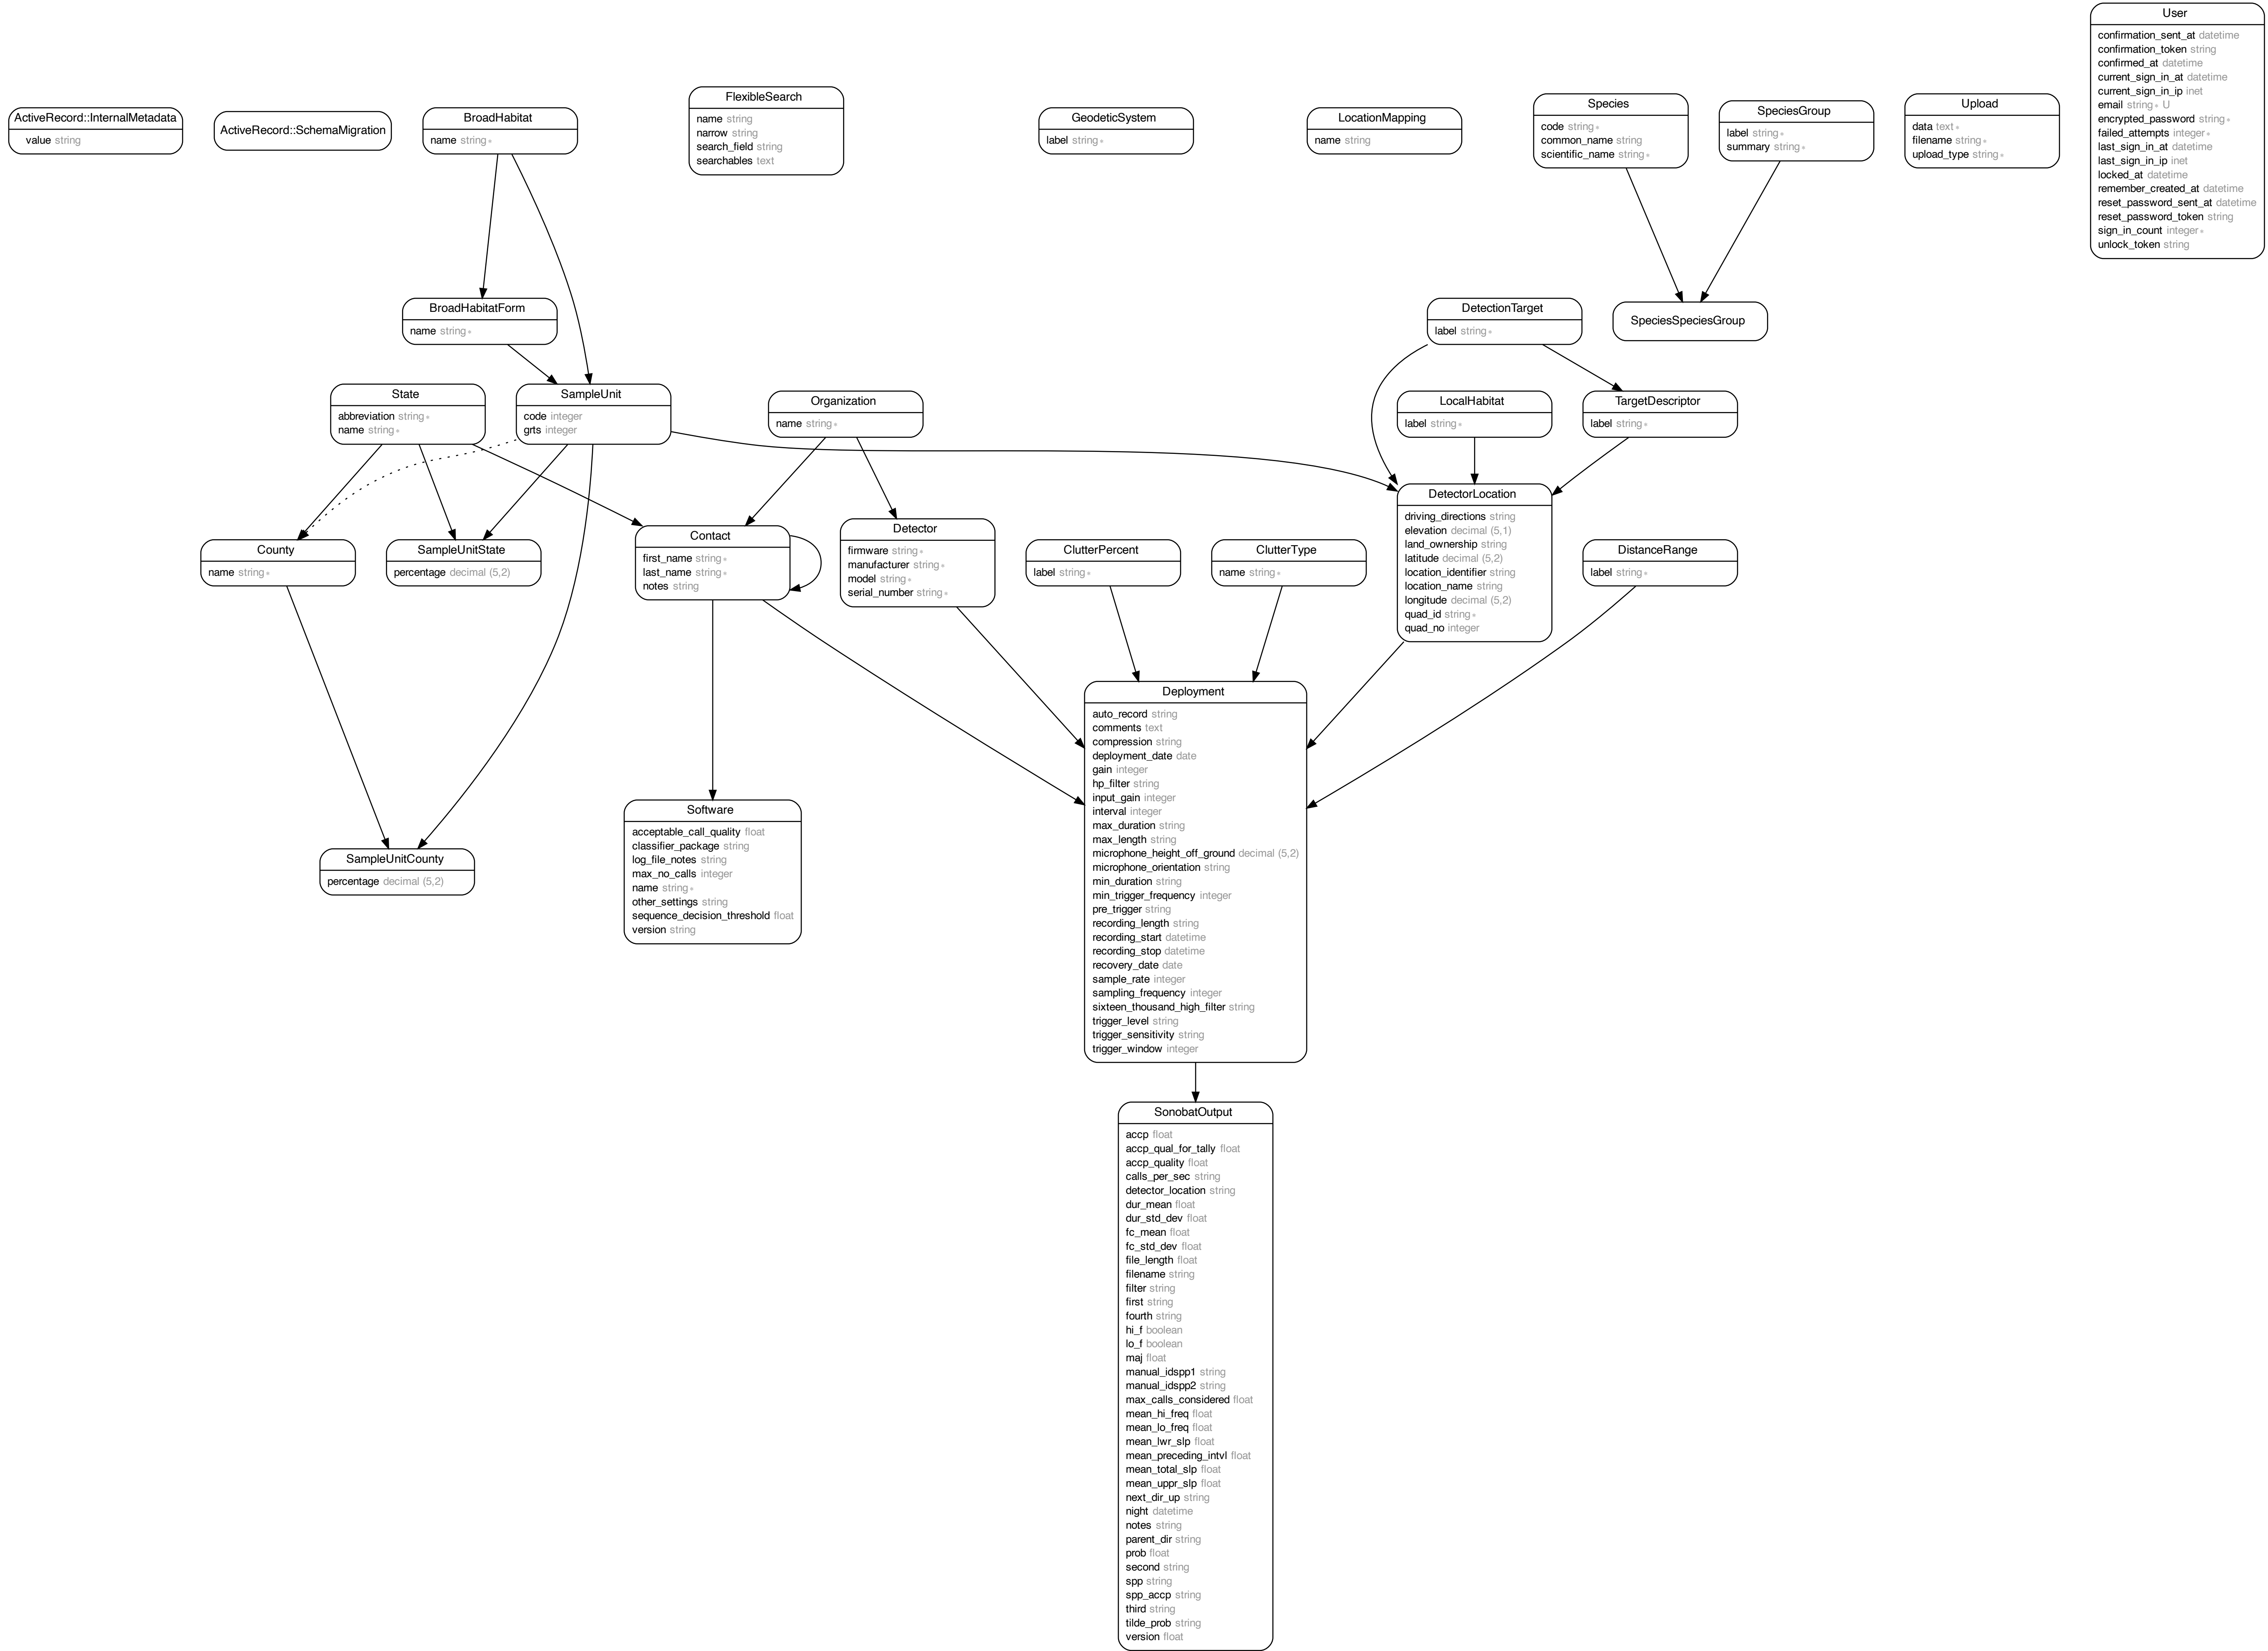 User
confirmation_sent_at datetime
confirmation_token string
confirmed_at datetime
current_sign_in_at datetime
current_sign_in_ip inet
email string* U
encrypted_password string*
failed_attempts integer*
last_sign_in_at datetime
last_sign_in_ip inet
locked_at datetime
remember_created_at datetime
reset_password_sent_at datetime
reset_password_token string
sign_in_count integer*
unlock_token string
ActiveRecord::InternalMetadata
value string
ActiveRecord::SchemaMigration
BroadHabitat
name string*
FlexibleSearch
name string
narrow string
search_field string
searchables text
GeodeticSystem
label string*
LocationMapping
name string
Species
code string*
common_name string
scientific_name string*
SpeciesGroup
label string*
summary string*
Upload
data text*
filename string*
upload_type string*
BroadHabitatForm
name string*
DetectionTarget
label string*
SpeciesSpeciesGroup
State
abbreviation string*
name string*
SampleUnit
code integer
grts integer
Organization
name string*
LocalHabitat
label string*
TargetDescriptor
label string*
County
name string*
SampleUnitState
percentage decimal (5,2)
Contact
first_name string*
last_name string*
notes string
Detector
firmware string*
manufacturer string*
model string*
serial_number string*
ClutterPercent
label string*
ClutterType
name string*
DetectorLocation
driving_directions string
elevation decimal (5,1)
land_ownership string
latitude decimal (5,2)
location_identifier string
location_name string
longitude decimal (5,2)
quad_id string*
quad_no integer
DistanceRange
label string*
SampleUnitCounty
percentage decimal (5,2)
Software
acceptable_call_quality float
classifier_package string
log_file_notes string
max_no_calls integer
name string*
other_settings string
sequence_decision_threshold float
version string
Deployment
auto_record string
comments text
compression string
deployment_date date
gain integer
hp_filter string
input_gain integer
interval integer
max_duration string
max_length string
microphone_height_off_ground decimal (5,2)
microphone_orientation string
min_duration string
min_trigger_frequency integer
pre_trigger string
recording_length string
recording_start datetime
recording_stop datetime
recovery_date date
sample_rate integer
sampling_frequency integer
sixteen_thousand_high_filter string
trigger_level string
trigger_sensitivity string
trigger_window integer
SonobatOutput
accp float
accp_qual_for_tally float
accp_quality float
calls_per_sec string
detector_location string
dur_mean float
dur_std_dev float
fc_mean float
fc_std_dev float
file_length float
filename string
filter string
first string
fourth string
hi_f boolean
lo_f boolean
maj float
manual_idspp1 string
manual_idspp2 string
max_calls_considered float
mean_hi_freq float
mean_lo_freq float
mean_lwr_slp float
mean_preceding_intvl float
mean_total_slp float
mean_uppr_slp float
next_dir_up string
night datetime
notes string
parent_dir string
prob float
second string
spp string
spp_accp string
third string
tilde_prob string
version float